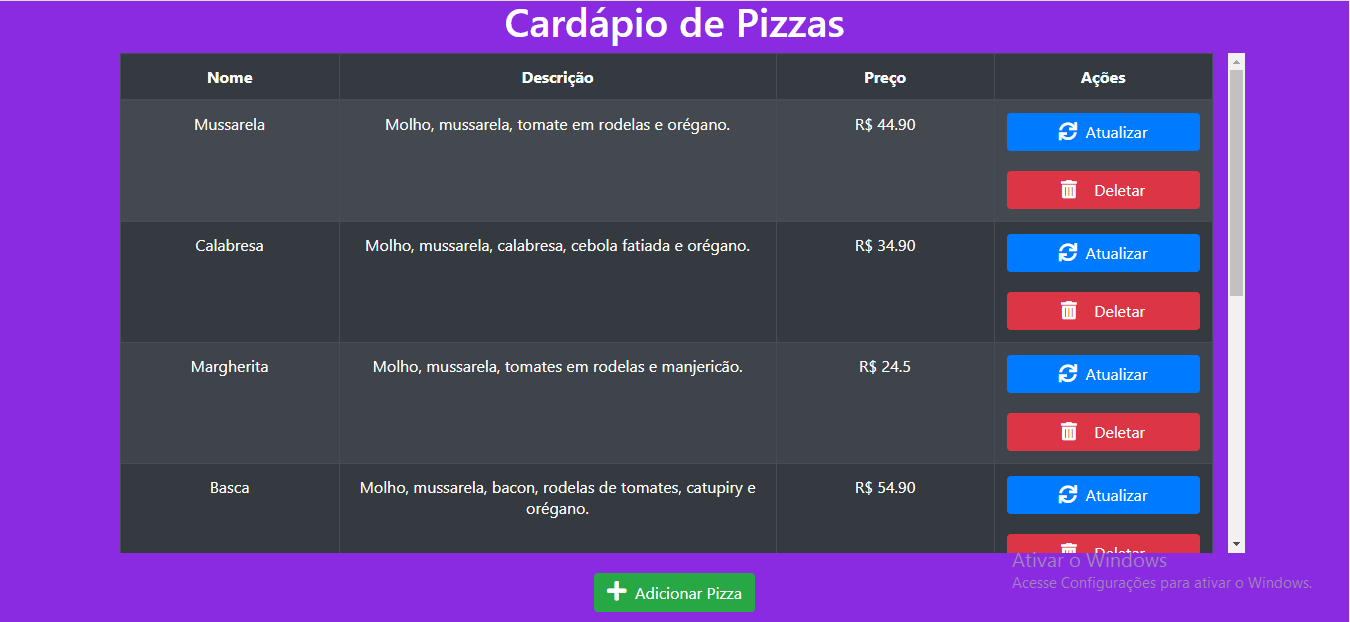 Cardápio de Pizzas
Nome Descrição Preço Ações
Mussarela Molho, mussarela, tomate em rodelas e orégano. R$ 44.90 Atualizar
Deletar
Calabresa Molho, mussarela, calabresa, cebola fatiada e orégano. R$ 34.90 Atualizar
Deletar
Margherita Molho, mussarela, tomates em rodelas e manjericão. R$ 24.5 Atualizar
Deletar
Basca Molho, mussarela, bacon, rodelas de tomates, catupiry e R$ 54.90 Atualizar
orégano.
Deletar
Ativar o Windows
Acesse Configurações para ativar o Windows.
Adicionar Pizza